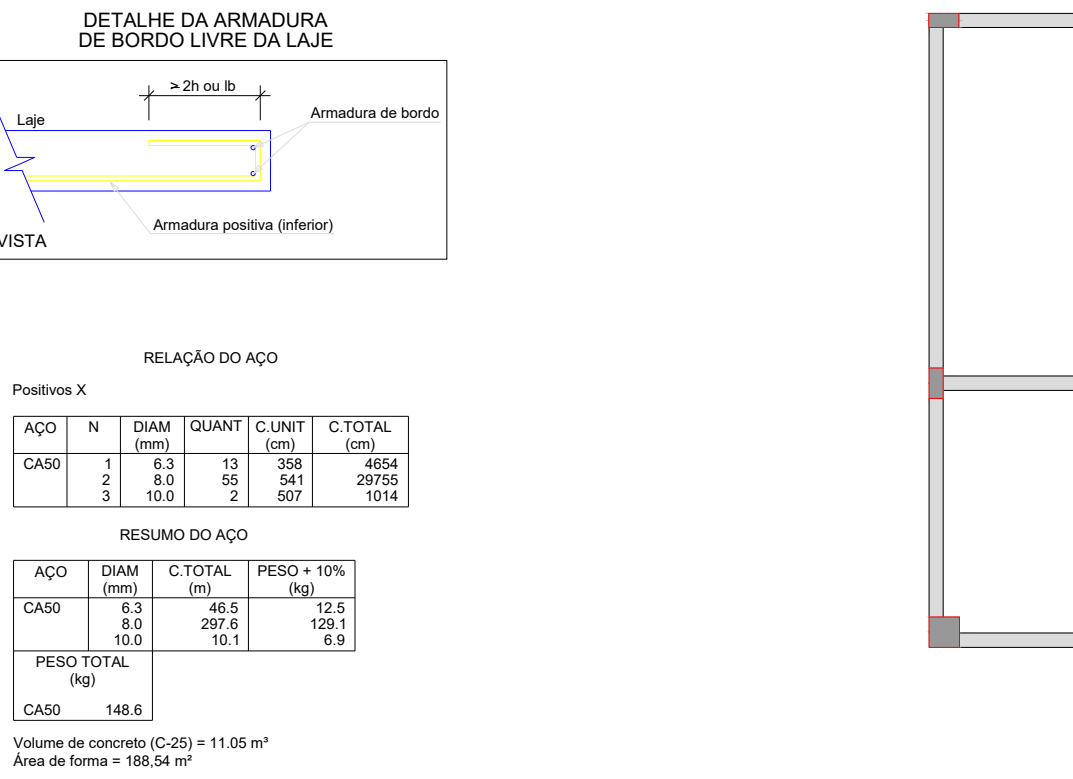 DETALHE DA ARMADURA
DE BORDO LIVRE DA LAJE
≥ 2h ou lb
Laje
Armadura de bordo
Armadura positiva (inferior)
VISTA
RELAÇÃO DO AÇO
Positivos X
AÇO N DIAM QUANT C.UNIT C.TOTAL
(mm) (cm) (cm)
CA50 1 6.3 13 358 4654
2 8.0 55 541 29755
3 10.0 2 507 1014
RESUMO DO AÇO
AÇO DIAM C.TOTAL PESO + 10%
(mm) (m) (kg)
CA50 6.3 46.5 12.5
8.0 297.6 129.1
10.0 10.1 6.9
PESO TOTAL
(kg)
CA50 148.6
Volume de concreto (C-25) = 11.05 m³
Área de forma = 188,54 m²